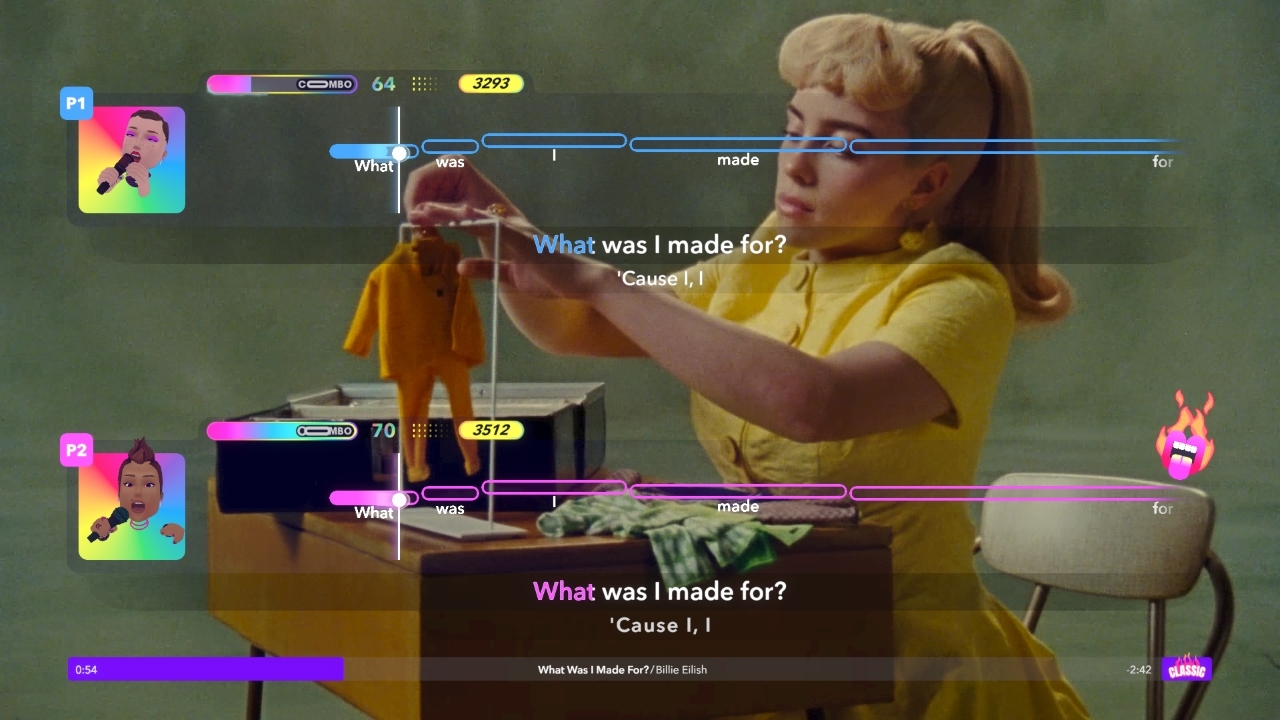 COMBO 64 3293
P1
What was I made for
What was I made for?
'Cause I, I
COMBO 70 3512
P2
What was I made for
What was I made for?
'Cause I, I
0:54 What Was I Made For?/Billie Eilish -2:42 CLASSIC